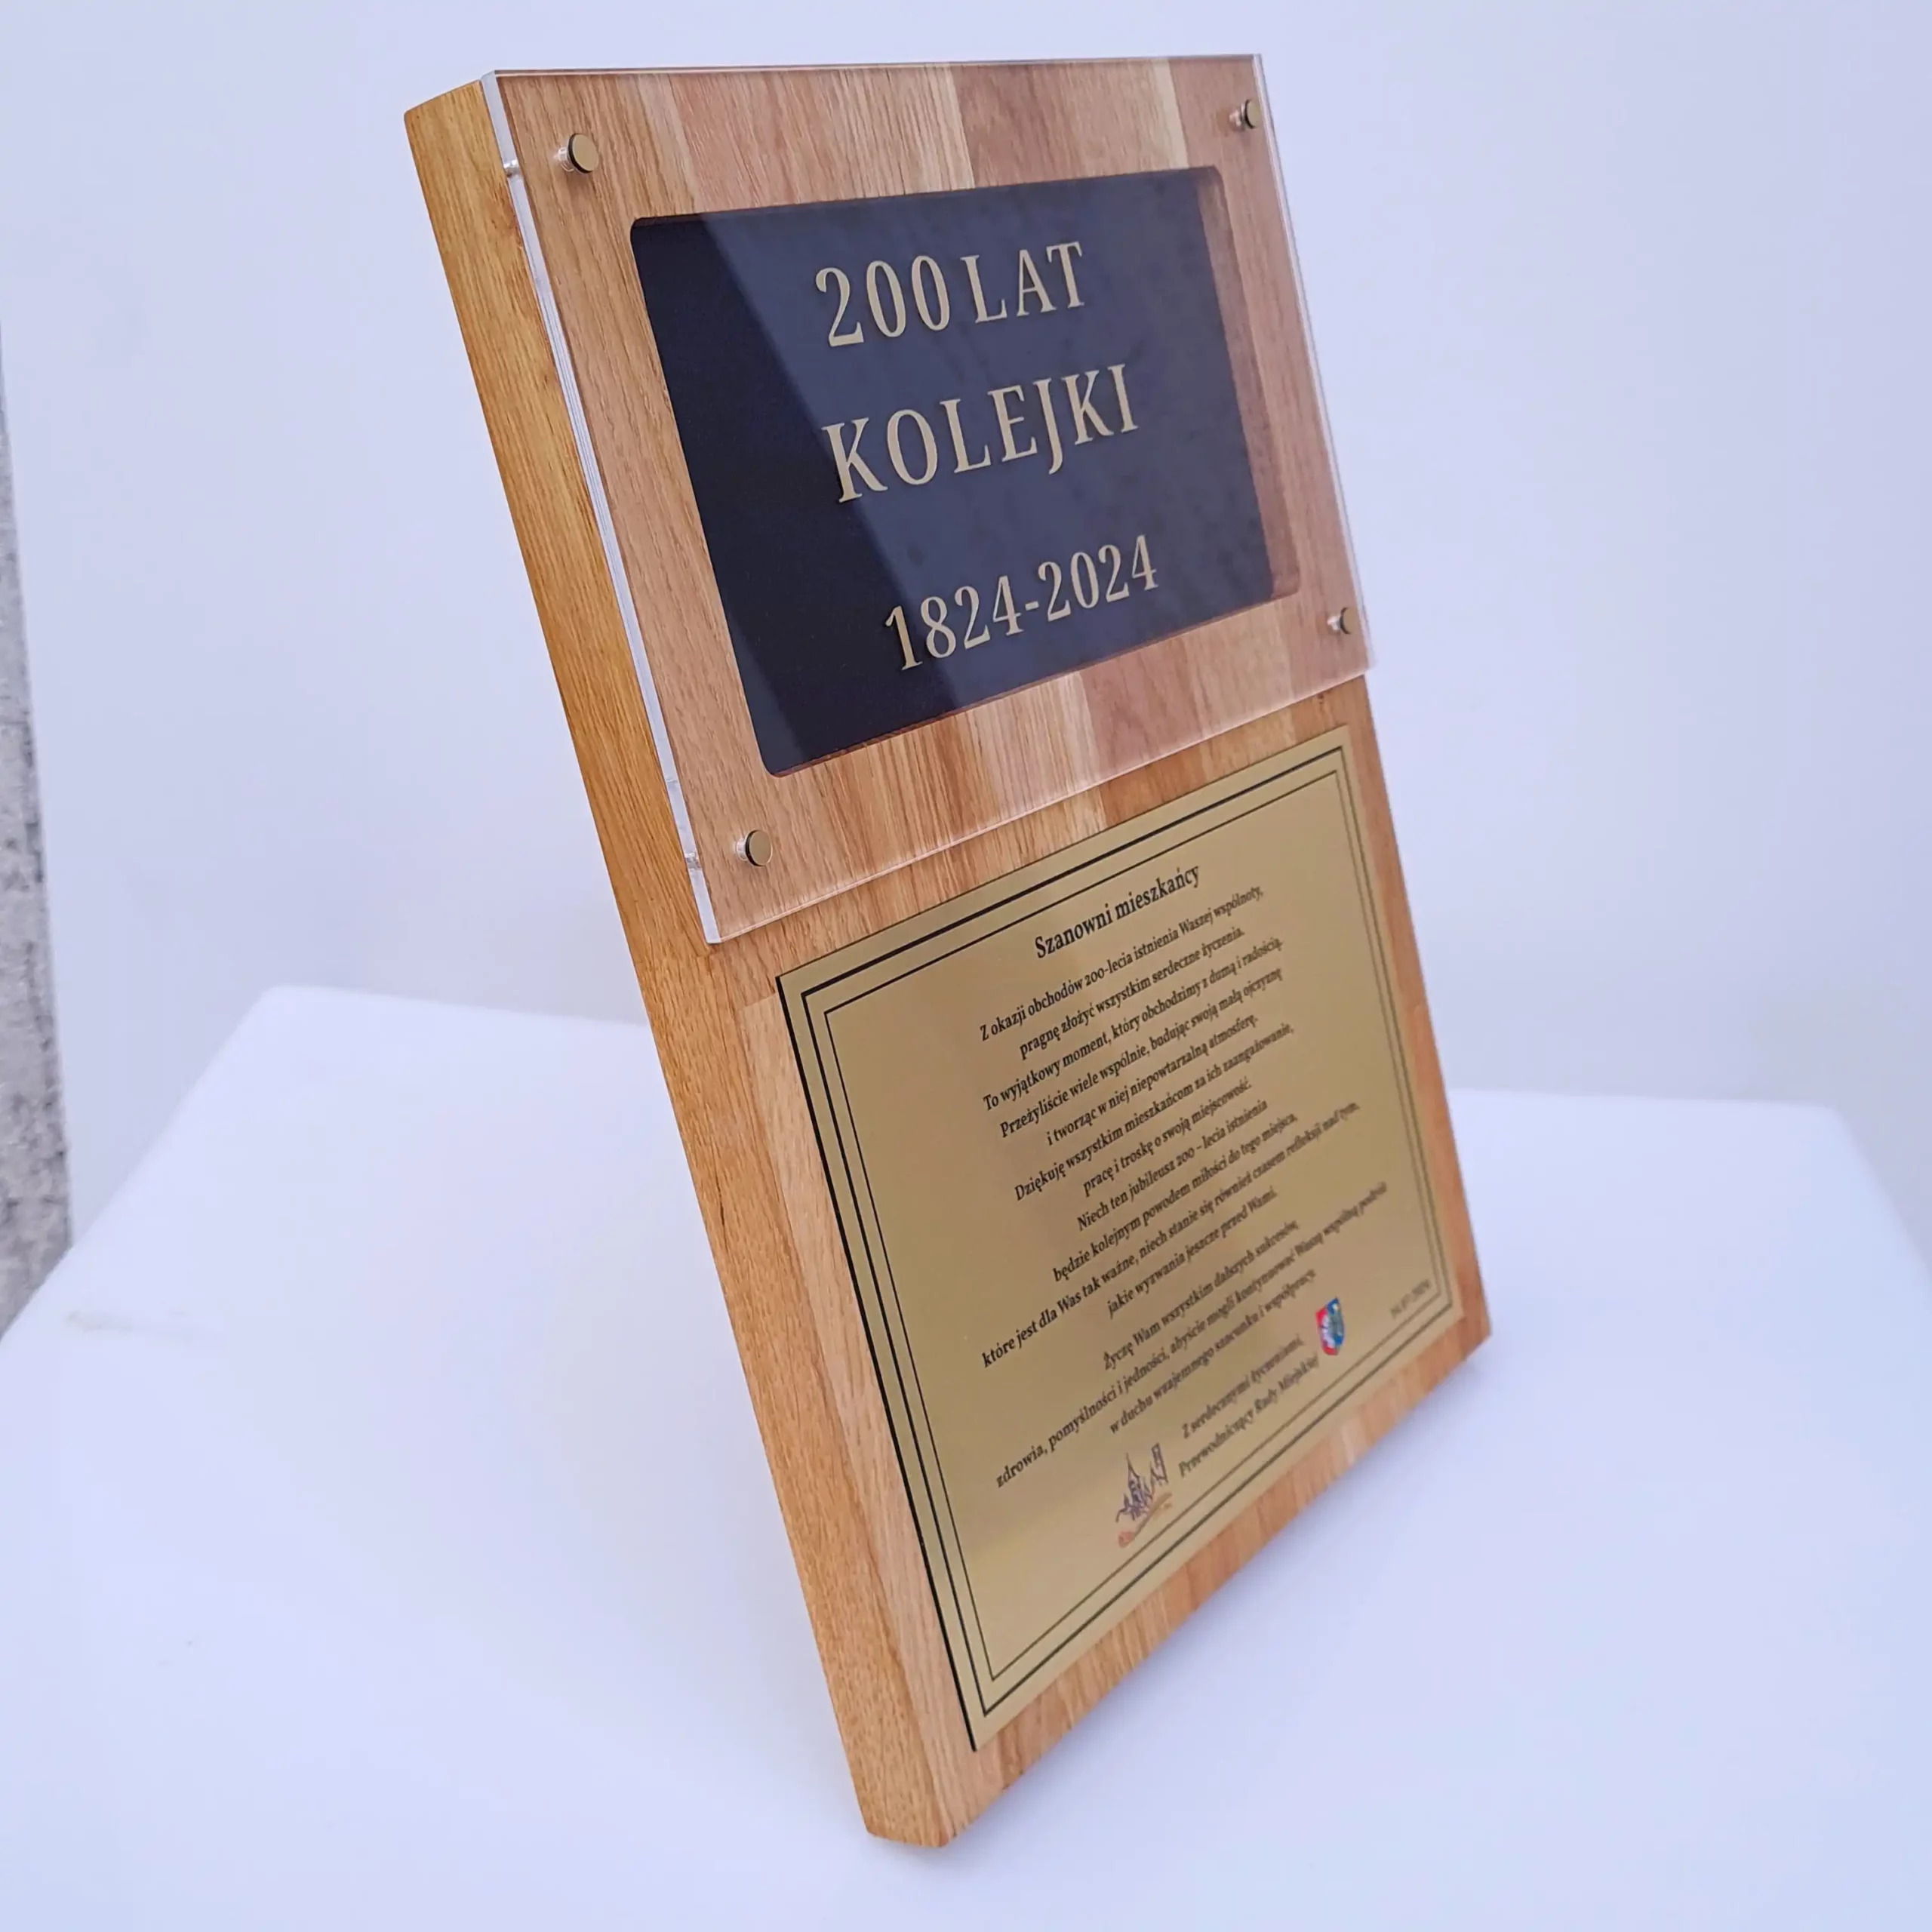 200 LAT
KOLEJKI
1824-2024
Szanowni mieszkańcy
Z okazji obchodów 200-lecia istnienia Waszej wspólnoty,
pragnę złożyć wszystkim serdeczne życzenia.
To wyjątkowy moment, który obchodzimy z dumą i radością.
Przeżyliście wiele wspólnie, budując swoją małą ojczyznę
i tworząc w niej niepowtarzalną atmosferę.
Dziękuję wszystkim mieszkańcom za ich zaangażowanie,
pracę i troskę o swoją miejscowość.
Niech ten jubileusz 200 – lecia istnienia
będzie kolejnym powodem miłości do tego miejsca,
które jest dla Was tak ważne, niech stanie się również czasem refleksji nad tym,
jakie wyzwania jeszcze przed Wami.
Życzę Wam wszystkim dalszych sukcesów,
zdrowia, pomyślności i jedności, abyście mogli kontynuować Waszą wspólną podróż
w duchu wzajemnego szacunku i współpracy.
Z serdecznymi życzeniami,
Przewodniczący Rady Miejskiej